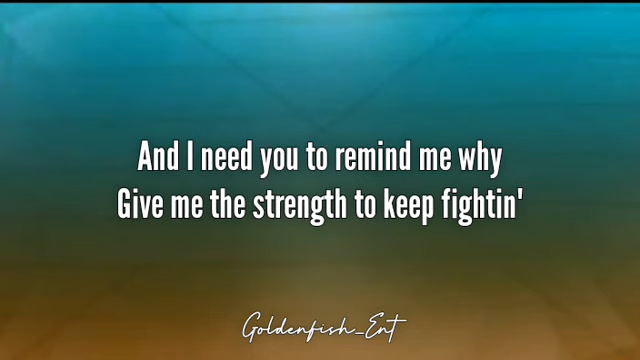 And I need you to remind me why
Give me the strength to keep fightin'
Goldenfish_Ent